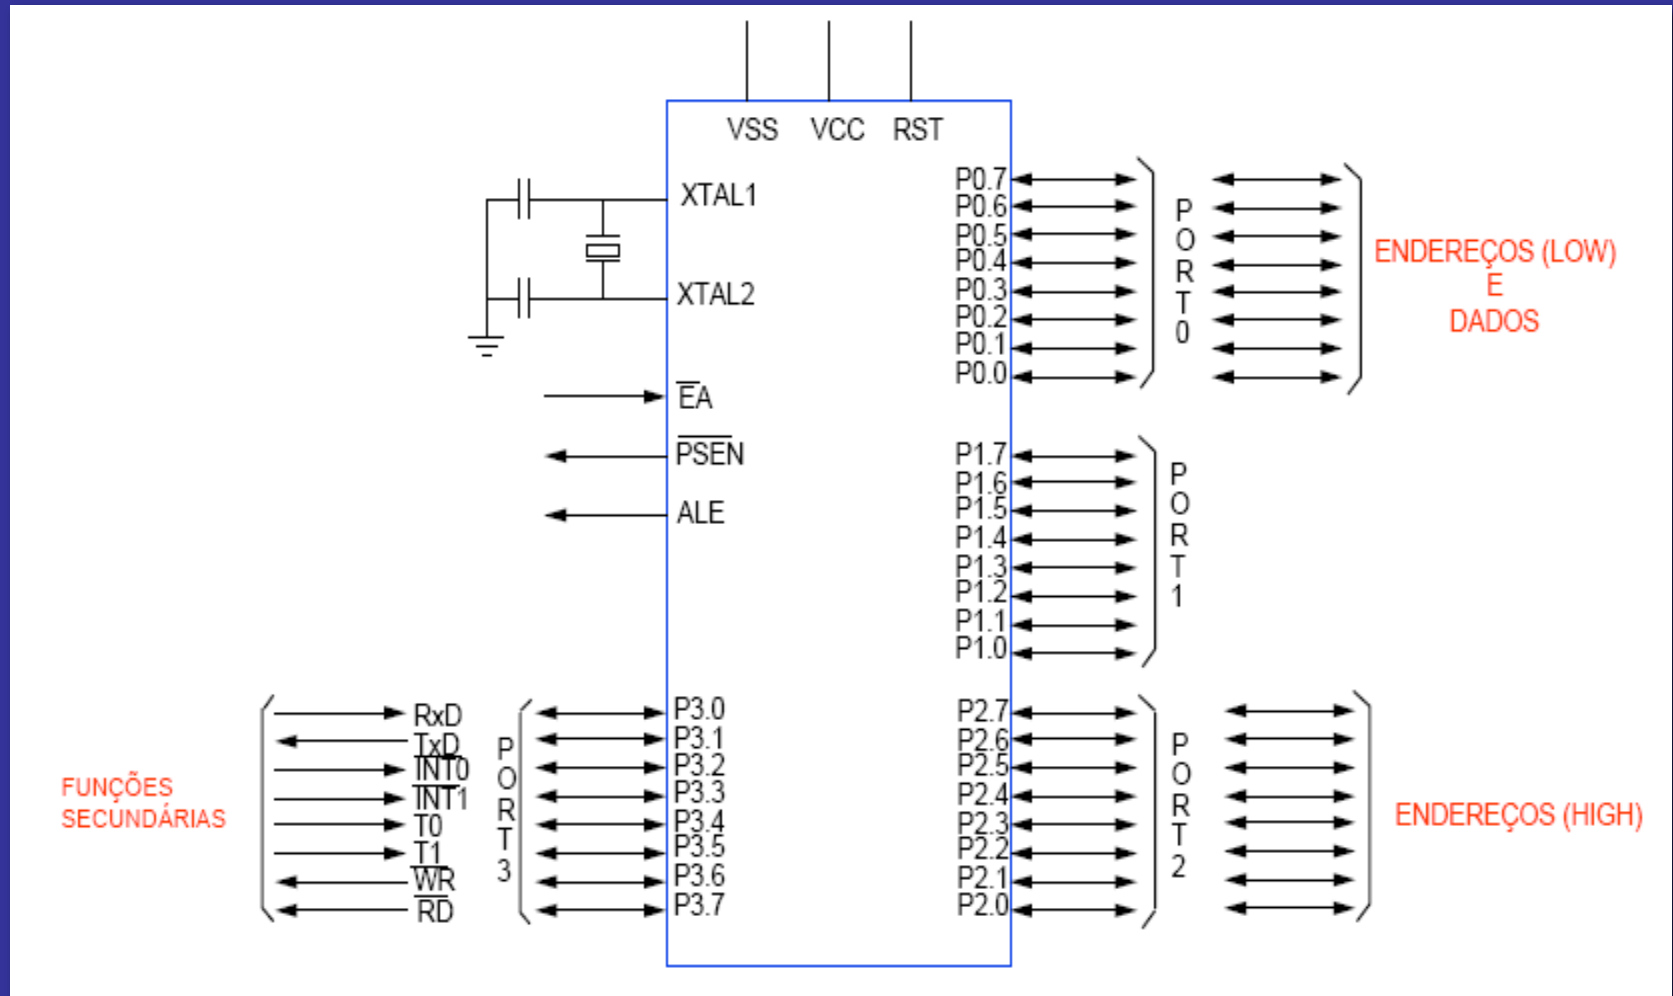 VSS VCC RST
XTAL1
XTAL2
EA
PSEN
ALE
P0.7
P0.6
P0.5
P0.4
P0.3
P0.2
P0.1
P0.0
PORT0
ENDEREÇOS (LOW)
E
DADOS
P1.7
P1.6
P1.5
P1.4
P1.3
P1.2
P1.1
P1.0
PORT1
FUNÇÕES
SECUNDÁRIAS
RxD
TxD
INT0
INT1
T0
T1
WR
RD
PORT3
P3.0
P3.1
P3.2
P3.3
P3.4
P3.5
P3.6
P3.7
P2.7
P2.6
P2.5
P2.4
P2.3
P2.2
P2.1
P2.0
PORT2
ENDEREÇOS (HIGH)